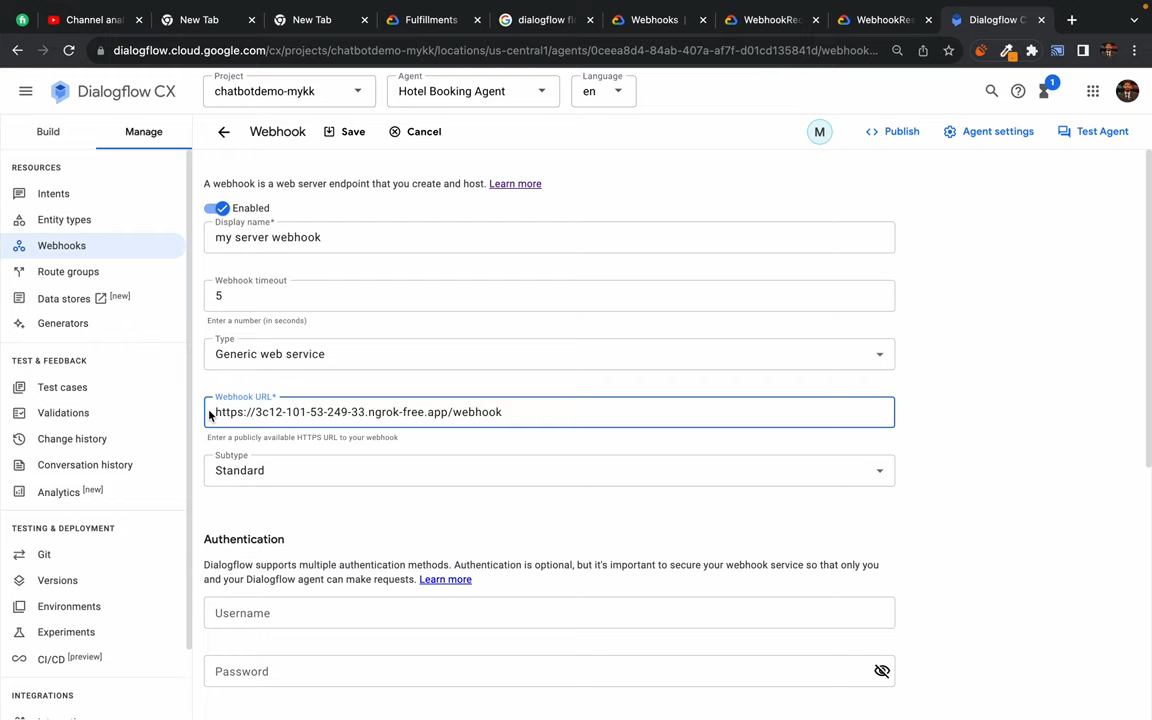 Channel anal
New Tab
New Tab
Fulfillments
dialogflow fl
Webhooks
WebhookRec
WebhookRes
Dialogflow C
dialogflow.cloud.google.com/cx/projects/chatbotdemo-mykk/locations/us-central1/agents/0ceea8d4-84ab-407a-af7f-d01cd135841d/webhook...
Dialogflow CX
Project
chatbotdemo-mykk
Agent
Hotel Booking Agent
Language
en
1
Build
Manage
Webhook
Save
Cancel
M
Publish
Agent settings
Test Agent
RESOURCES
Intents
Entity types
Webhooks
Route groups
Data stores [new]
Generators
TEST & FEEDBACK
Test cases
Validations
Change history
Conversation history
Analytics [new]
TESTING & DEPLOYMENT
Git
Versions
Environments
Experiments
CI/CD [preview]
INTEGRATIONS
A webhook is a web server endpoint that you create and host. Learn more
Enabled
Display name*
my server webhook
Webhook timeout
5
Enter a number (in seconds)
Type
Generic web service
Webhook URL*
https://3c12-101-53-249-33.ngrok-free.app/webhook
Enter a publicly available HTTPS URL to your webhook
Subtype
Standard
Authentication
Dialogflow supports multiple authentication methods. Authentication is optional, but it's important to secure your webhook service so that only you
and your Dialogflow agent can make requests. Learn more
Username
Password